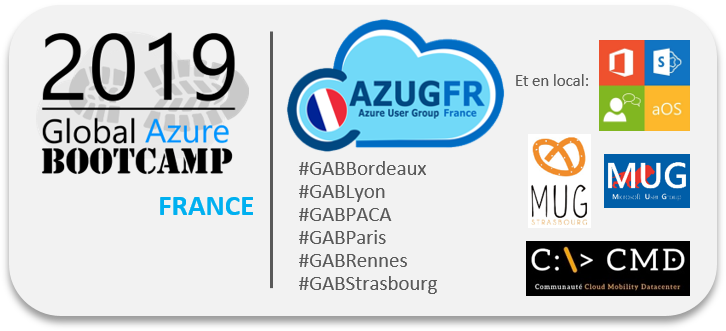 2019
Global Azure
BOOTCAMP
FRANCE
AZUGFR
Azure User Group France
#GABBordeaux
#GABLyon
#GABPACA
#GABParis
#GABRennes
#GABStrasbourg
Et en local:
aOS
MUG
STRASBOURG
MUG
Microsoft User Group
C:\> CMD
Communauté Cloud Mobility Datacenter